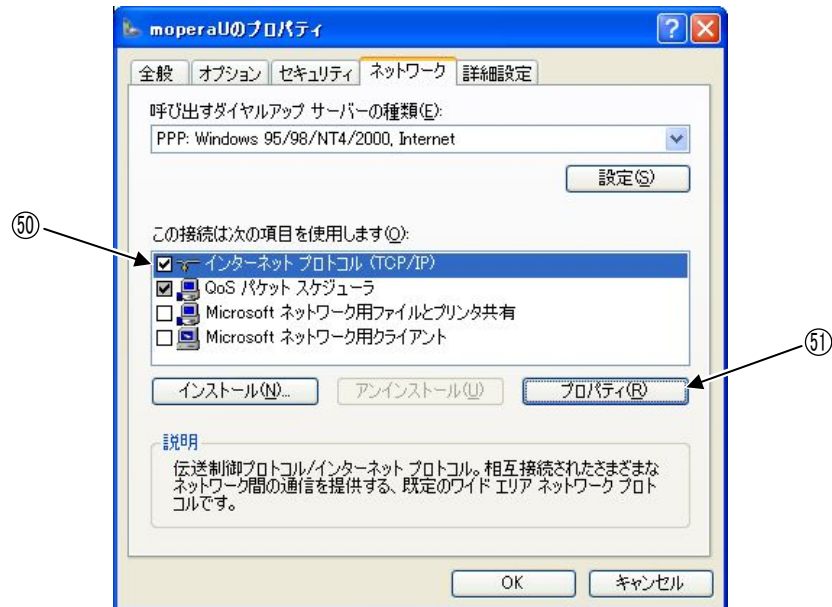 moperaUのプロパティ
全般 オプション セキュリティ ネットワーク 詳細設定
呼び出すダイヤルアップ サーバーの種類(E):
PPP: Windows 95/98/NT4/2000, Internet
設定(S)
㊿
この接続は次の項目を使用します(O):
インターネット プロトコル (TCP/IP)
QoS パケット スケジューラ
Microsoft ネットワーク用ファイルとプリンタ共有
Microsoft ネットワーク用クライアント
51
インストール(N)... アンインストール(U) プロパティ(R)
説明
伝送制御プロトコル/インターネット プロトコル。相互接続されたさまざまな
ネットワーク間の通信を提供する、既定のワイド エリア ネットワーク プロト
コルです。
OK キャンセル